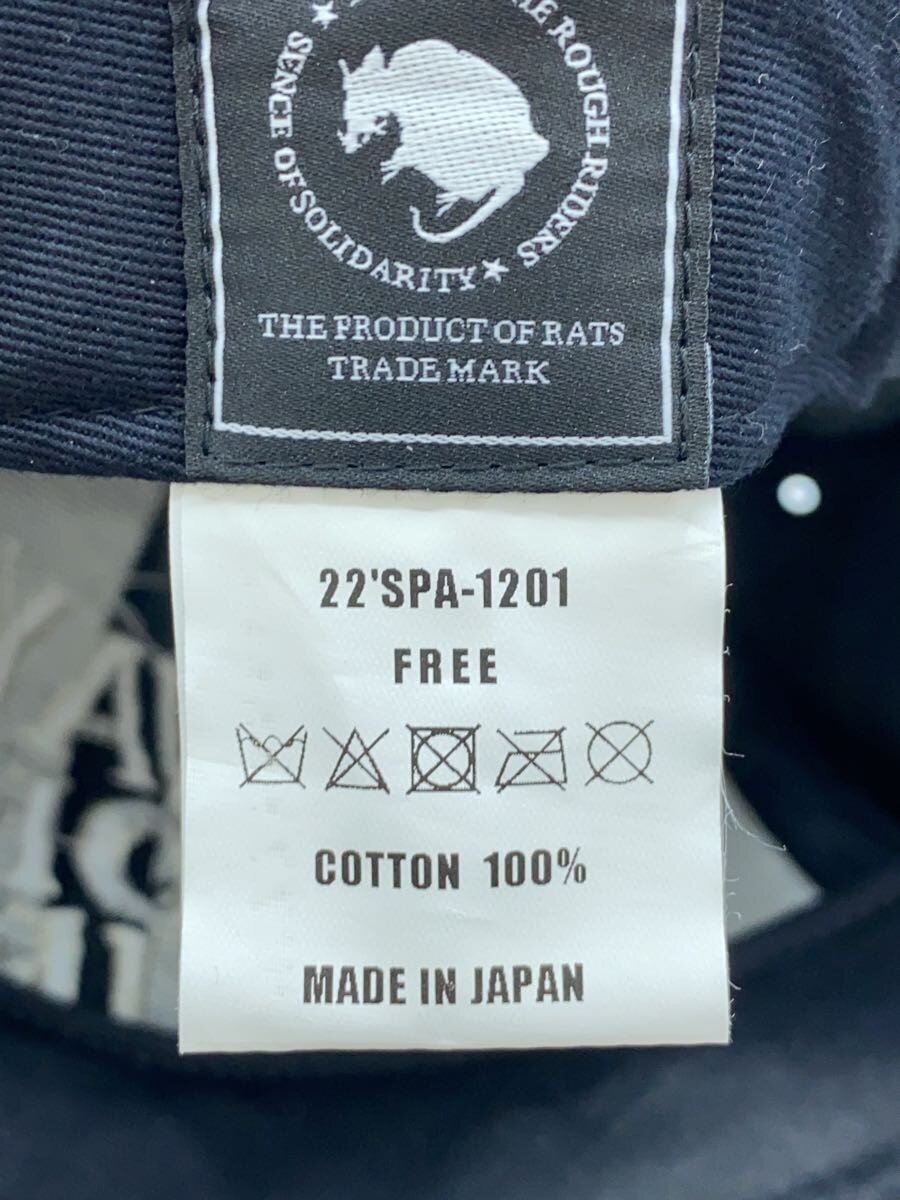 THE ROUGH RIDERS
SENCE OF SOLIDARITY
THE PRODUCT OF RATS
TRADE MARK
22'SPA-1201
FREE
COTTON 100%
MADE IN JAPAN